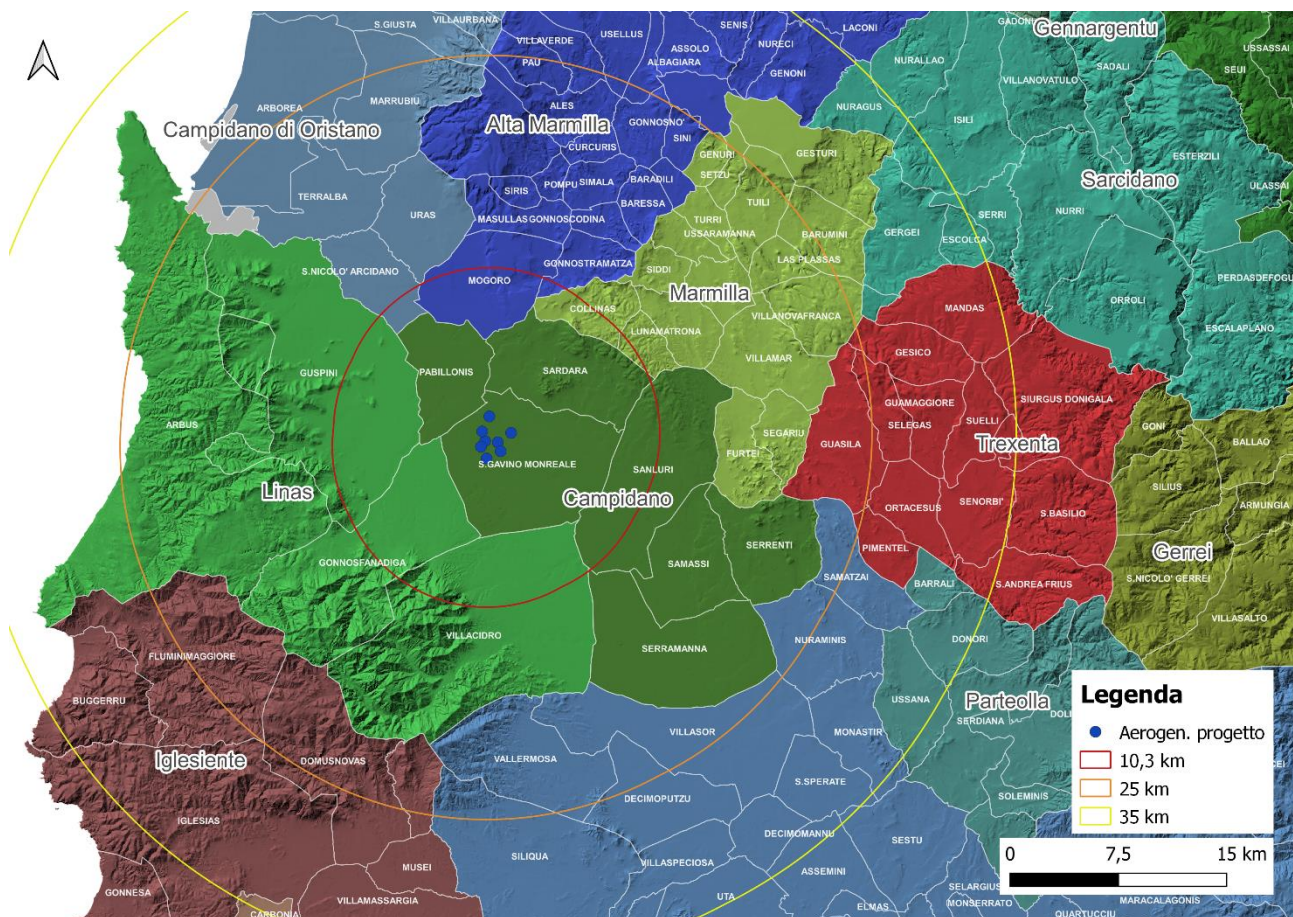 S.GIUSTA
VILLAURBANA
VILLAVERDE
USELLUS
SENIS
LACONI
GADONI
Gennargentu
PAU
ASSOLO
NURECI
ALBAGIARA
GENONI
NURALLAO
VILLANOVATULO
SADALI
SEUI
USSASSAI
ARBOREA
MARRUBIU
Campidano di Oristano
ALES
Alta Marmilla
GONNOSNO'
CURCURIS
SINI
NURAGUS
ISILI
ESTERZILI
GENURI
GESTURI
SETZU
Sarcidano
ULASSAI
TERRALBA
URAS
SIRIS
POMPU
SIMALA
BARADILI
BARESSA
TUILI
NURRI
MASULLAS
GONNOSCODINA
TURRI
USSARAMANNA
BARUMINI
GERGEI
SERRI
ESCOLCA
S.NICOLO' ARCIDANO
MOGORO
GONNOSTRAMATZA
SIDDI
LAS PLASSAS
PERDASDEFOGU
Marmilla
ORROLI
COLLINAS
LUNAMATRONA
VILLANOVAFRANCA
MANDAS
ESCALAPLANO
GUSPINI
PABILLONIS
SARDARA
VILLAMAR
GESICO
ARBUS
GUAMAGGIORE
SIURGUS DONIGALA
SELEGAS
SUELLI
GONI
BALLAO
SEGARIU
GUASILA
Trexenta
FURTEI
S.GAVINO MONREALE
SANLURI
Linas
Campidano
SILIUS
ORTACESUS
SENORBI'
S.BASILIO
ARMUNGIA
Gerrei
GONNOSFANADIGA
SAMASSI
SERRENTI
PIMENTEL
SAMATZAI
BARRALI
S.ANDREA FRIUS
S.NICOLO' GERREI
VILLASALTO
VILLACIDRO
NURAMINIS
DONORI
SERRAMANNA
FLUMINIMAGGIORE
BUGGERRU
USSANA
Parteolla
SERDIANA
DOLI
Iglesiente
DOMUSNOVAS
VILLASOR
MONASTIR
VALLERMOSA
S.SPERATE
DECIMOPUTZU
SOLEMINIS
IGLESIAS
DECIMOMANNU
SESTU
SILIQUA
VILLASPECIOSA
ASSEMINI
MUSEI
GONNESA
VILLAMASSARGIA
UTA
ELMAS
SELARGIUS
MONSERRATO
MARACALAGONIS
CARBONIA
QUARTUCCIU
Legenda
Aerogen. progetto
10,3 km
25 km
35 km
0 7,5 15 km